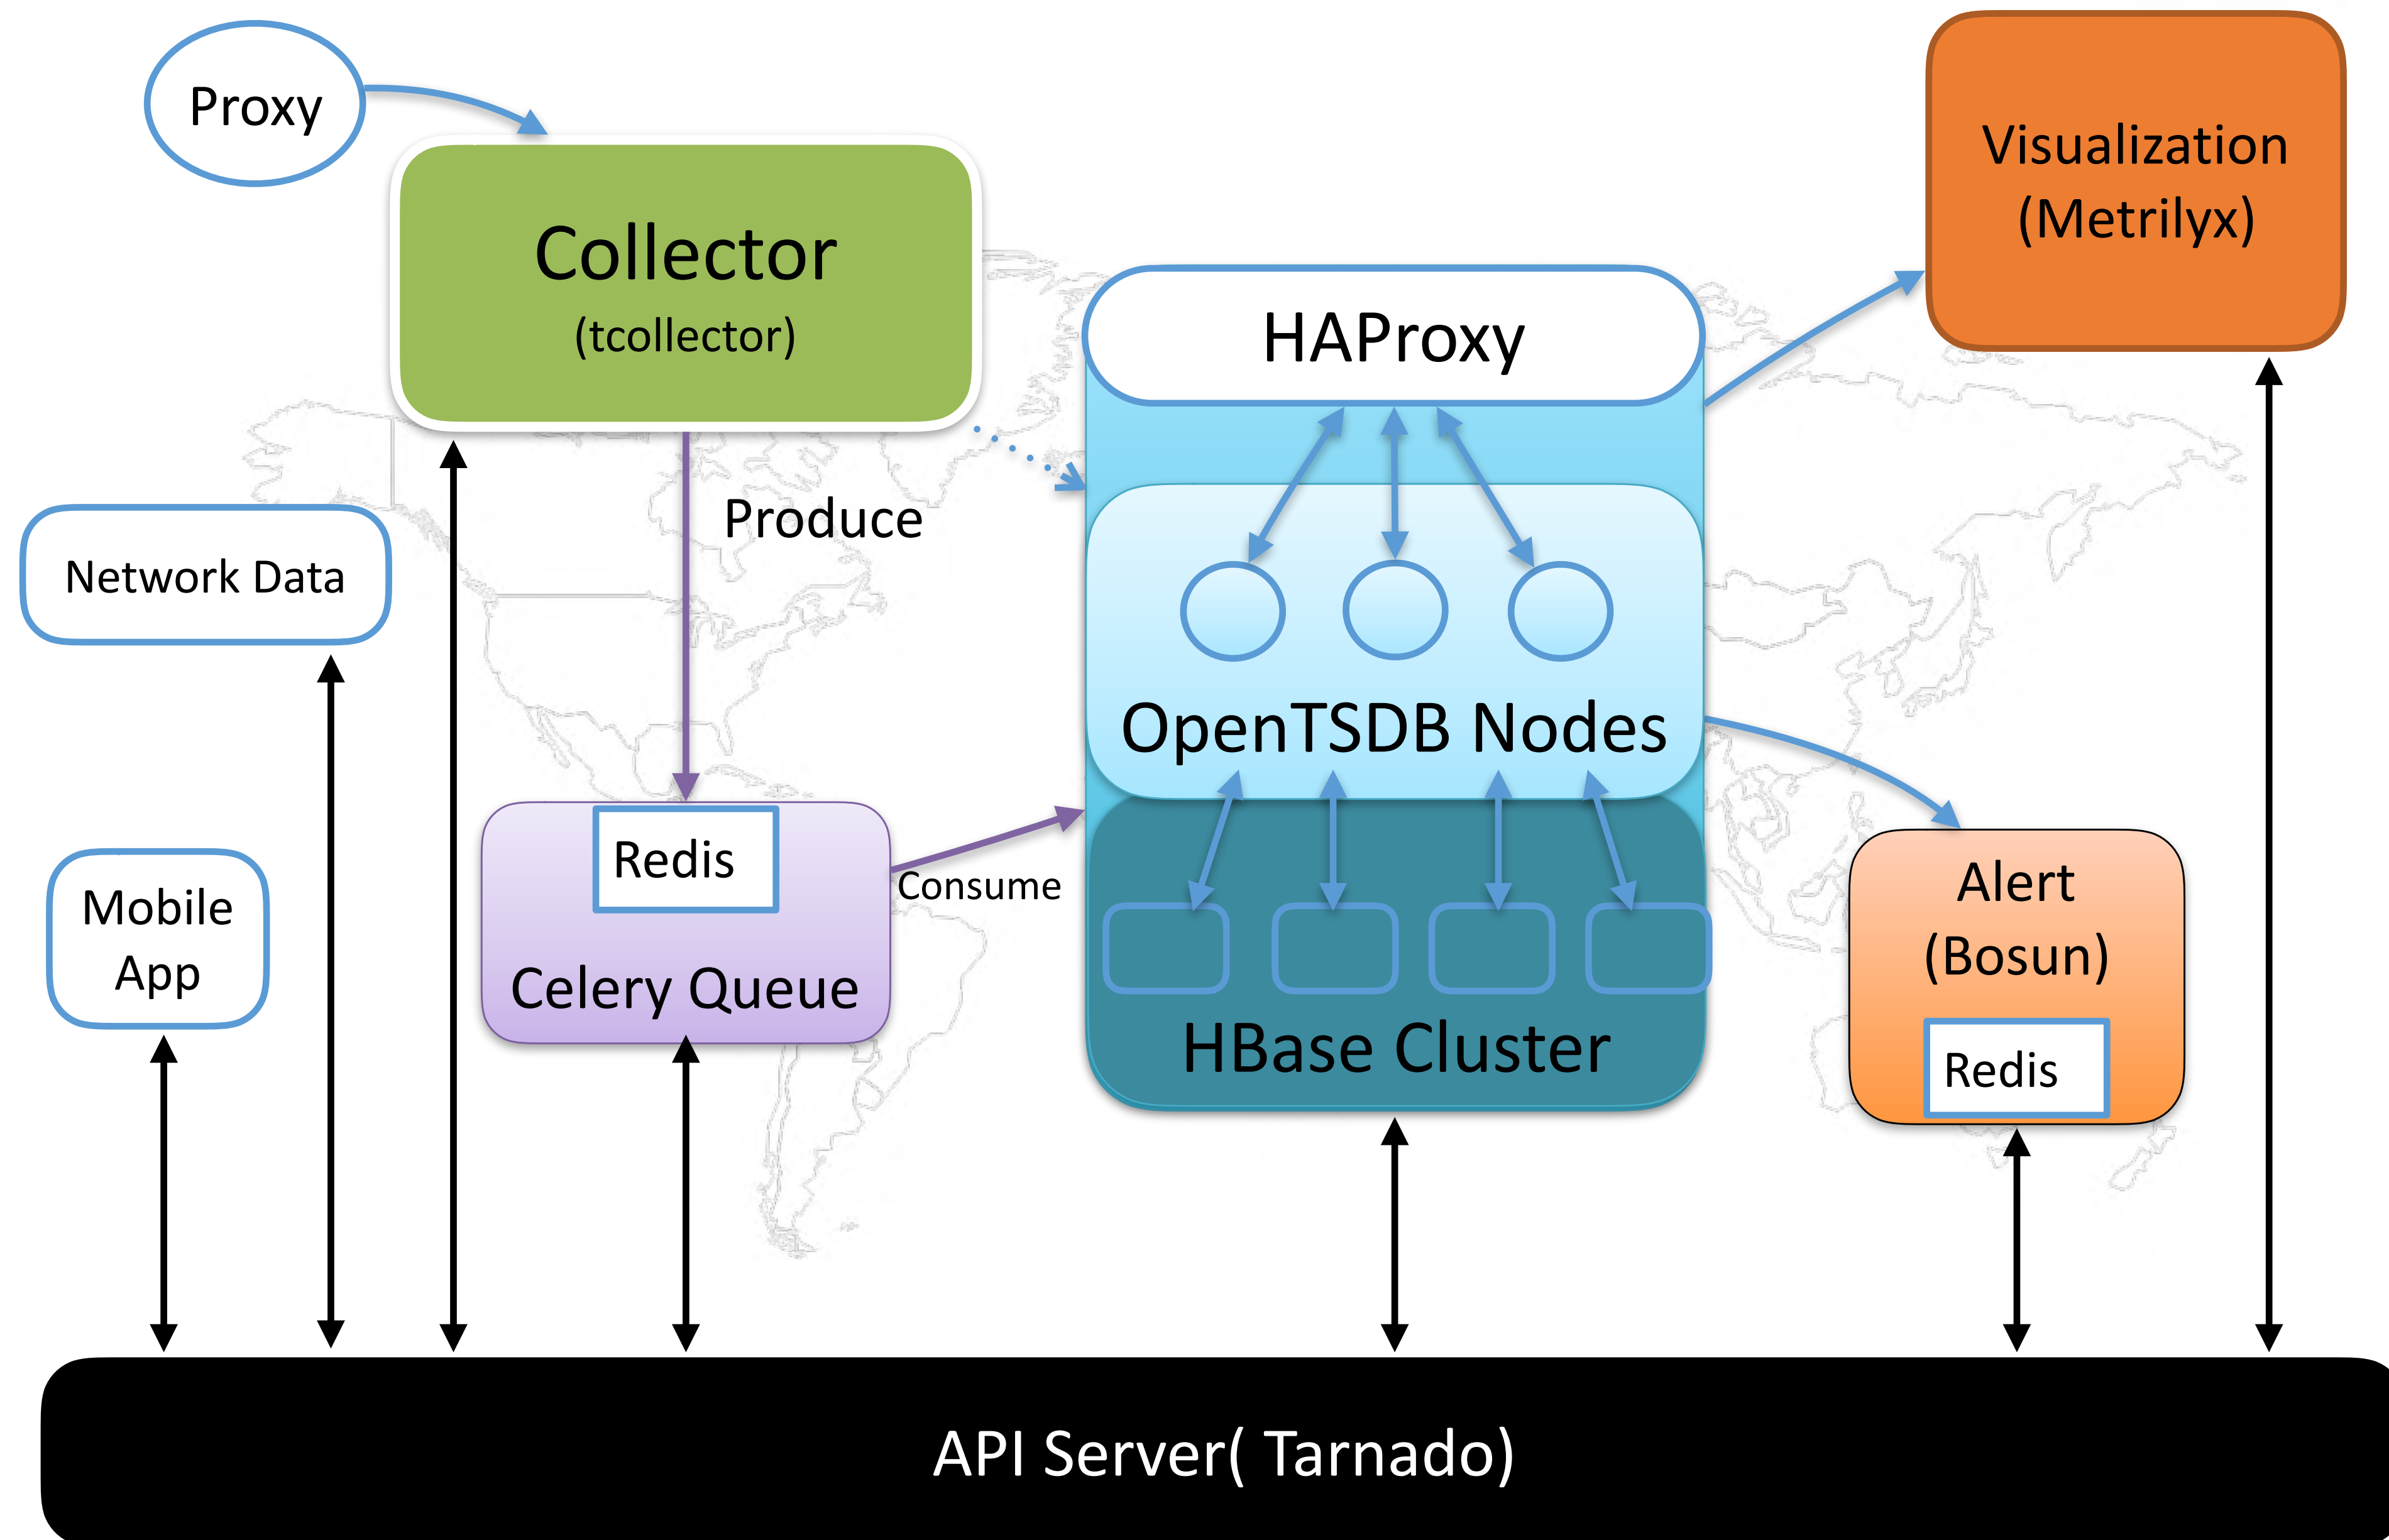 Proxy
Collector
(tcollector)
Visualization
(Metrilyx)
HAProxy
Produce
Network Data
OpenTSDB Nodes
Redis
Consume
Celery Queue
Mobile
App
HBase Cluster
Alert
(Bosun)
Redis
API Server( Tarnado)